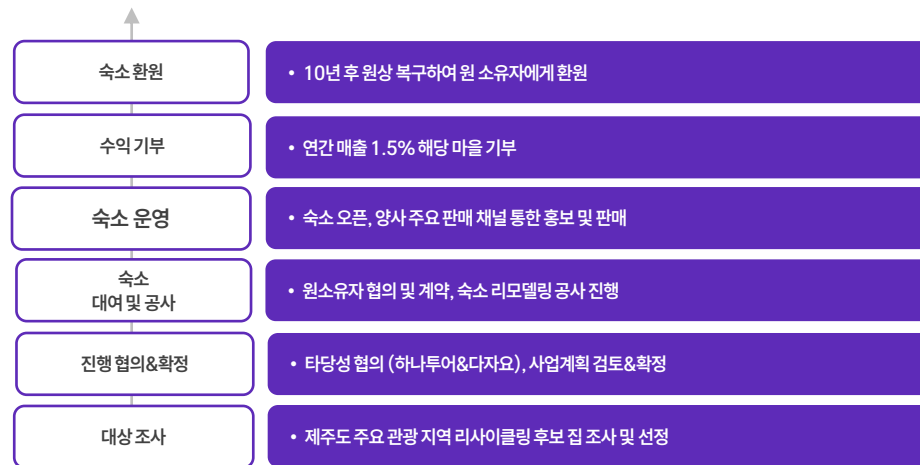 숙소 환원
• 10년 후 원상 복구하여 원 소유자에게 환원
수익 기부
• 연간 매출 1.5% 해당 마을 기부
숙소 운영
• 숙소 오픈, 양사 주요 판매 채널 통한 홍보 및 판매
숙소
대여 및 공사
• 원소유자 협의 및 계약, 숙소 리모델링 공사 진행
진행 협의&확정
• 타당성 협의 (하나투어&다자요), 사업계획 검토&확정
대상 조사
• 제주도 주요 관광 지역 리사이클링 후보 집 조사 및 선정